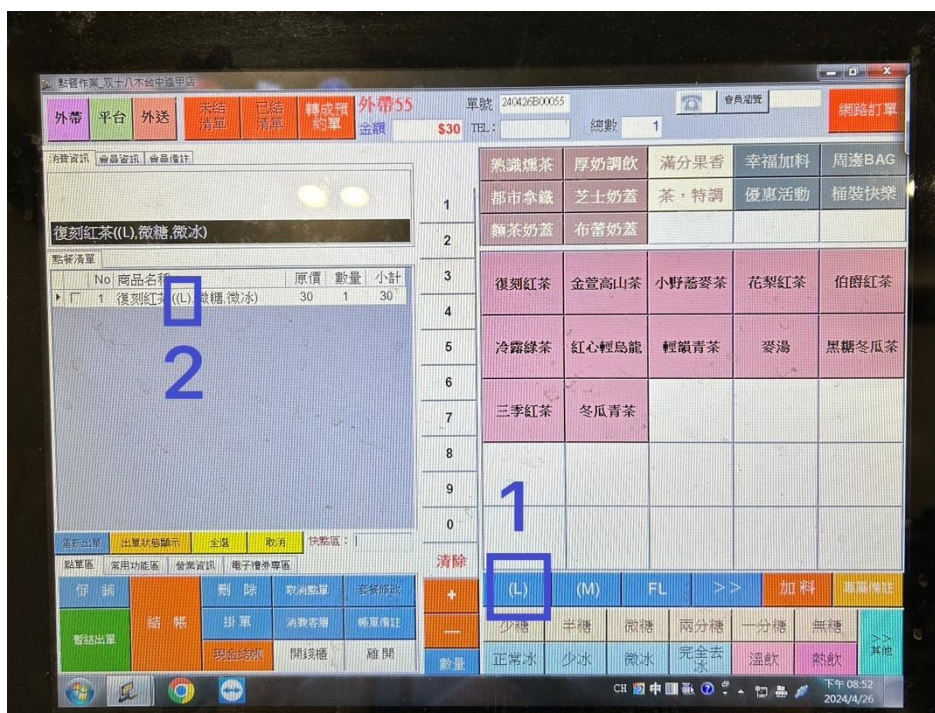 點餐作業_双十八木台中逢甲店
外帶 平台 外送 未結清單 已結清單 轉成預約單 外帶55 金額 $30 單號 240426B00055 TEL: 總數 1 會員瀏覽 網路訂單
消費資訊 會員資訊 會員備註
復刻紅茶((L),微糖,微冰)
點餐清單
No 商品名稱 原價 數量 小計
1 復刻紅茶((L),微糖,微冰) 30 1 30
2
重新出單 出單狀態顯示 全選 取消 快點區:
點單區 常用功能區 營業資訊 電子禮券專區
促銷 結帳 刪除 取消點單 套餐修改
暫結出單 掛單 消費客層 帳單備註
現金結帳 開錢櫃 離開
1
2
3
4
5
6
7
8
9
0
清除
+
—
數量
熟識燻茶 厚奶調飲 滿分果香 幸福加料 周邊BAG
都市拿鐵 芝士奶蓋 茶,特調 優惠活動 桶裝快樂
麵茶奶蓋 布蕾奶蓋
復刻紅茶 金萱高山茶 小野蕎麥茶 花梨紅茶 伯爵紅茶
冷露綠茶 紅心輕烏龍 輕韻青茶 麥湯 黑糖冬瓜茶
三季紅茶 冬瓜青茶
1
(L) (M) FL >> 加料 專屬備註
少糖 半糖 微糖 兩分糖 一分糖 無糖 >>其他
正常冰 少冰 微冰 完全去冰 溫飲 熱飲
CH 中 下午 08:52
2024/4/26